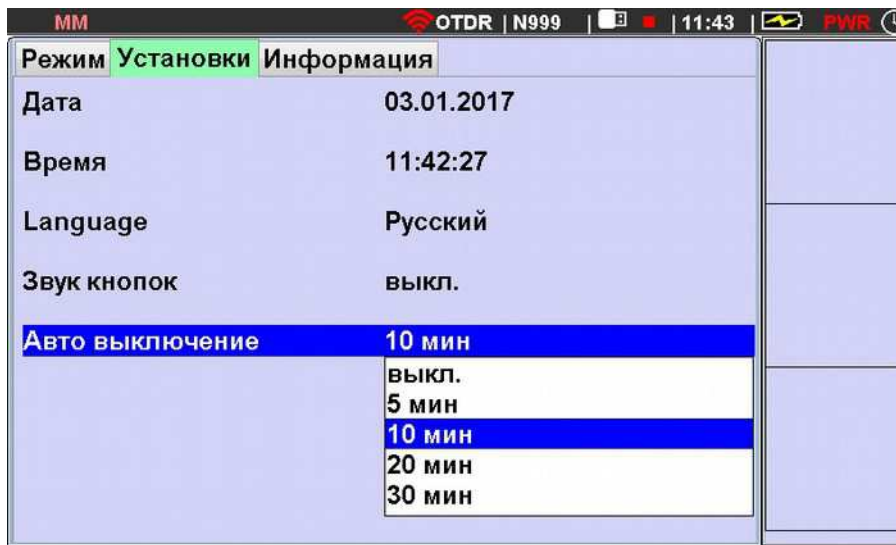 MM OTDR | N999 | | 11:43 | PWR
Режим Установки Информация
Дата 03.01.2017
Время 11:42:27
Language Русский
Звук кнопок выкл.
Авто выключение 10 мин
выкл.
5 мин
10 мин
20 мин
30 мин